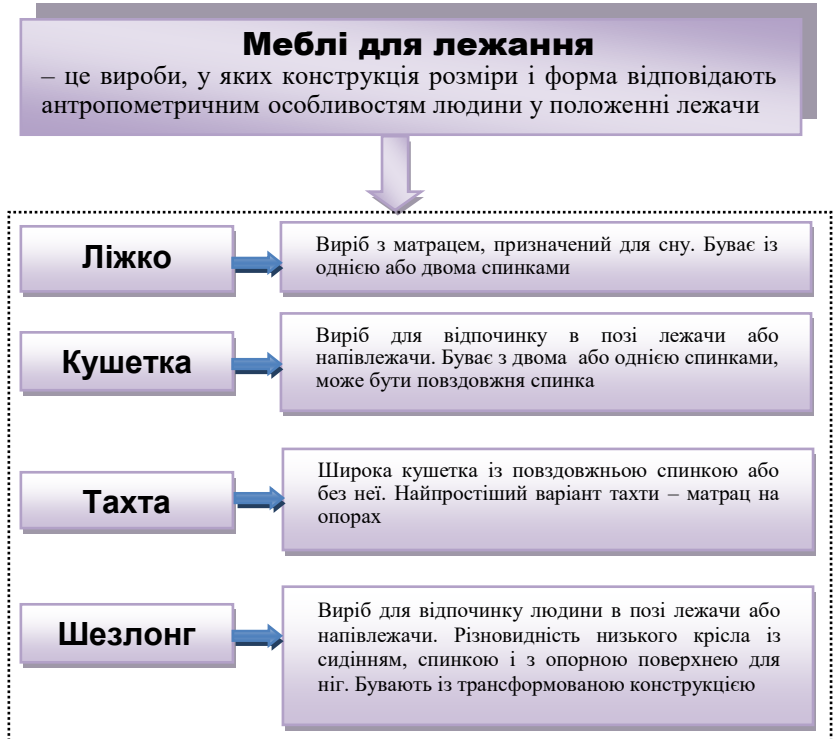 Меблі для лежання
– це вироби, у яких конструкція розміри і форма відповідають
антропометричним особливостям людини у положенні лежачи
Ліжко
Виріб з матрацем, призначений для сну. Буває із
однією або двома спинками
Кушетка
Виріб для відпочинку в позі лежачи або
напівлежачи. Буває з двома або однією спинками,
може бути повздовжня спинка
Тахта
Широка кушетка із повздовжньою спинкою або
без неї. Найпростіший варіант тахти – матрац на
опорах
Шезлонг
Виріб для відпочинку людини в позі лежачи або
напівлежачи. Різновидність низького крісла із
сидінням, спинкою і з опорною поверхнею для
ніг. Бувають із трансформованою конструкцією